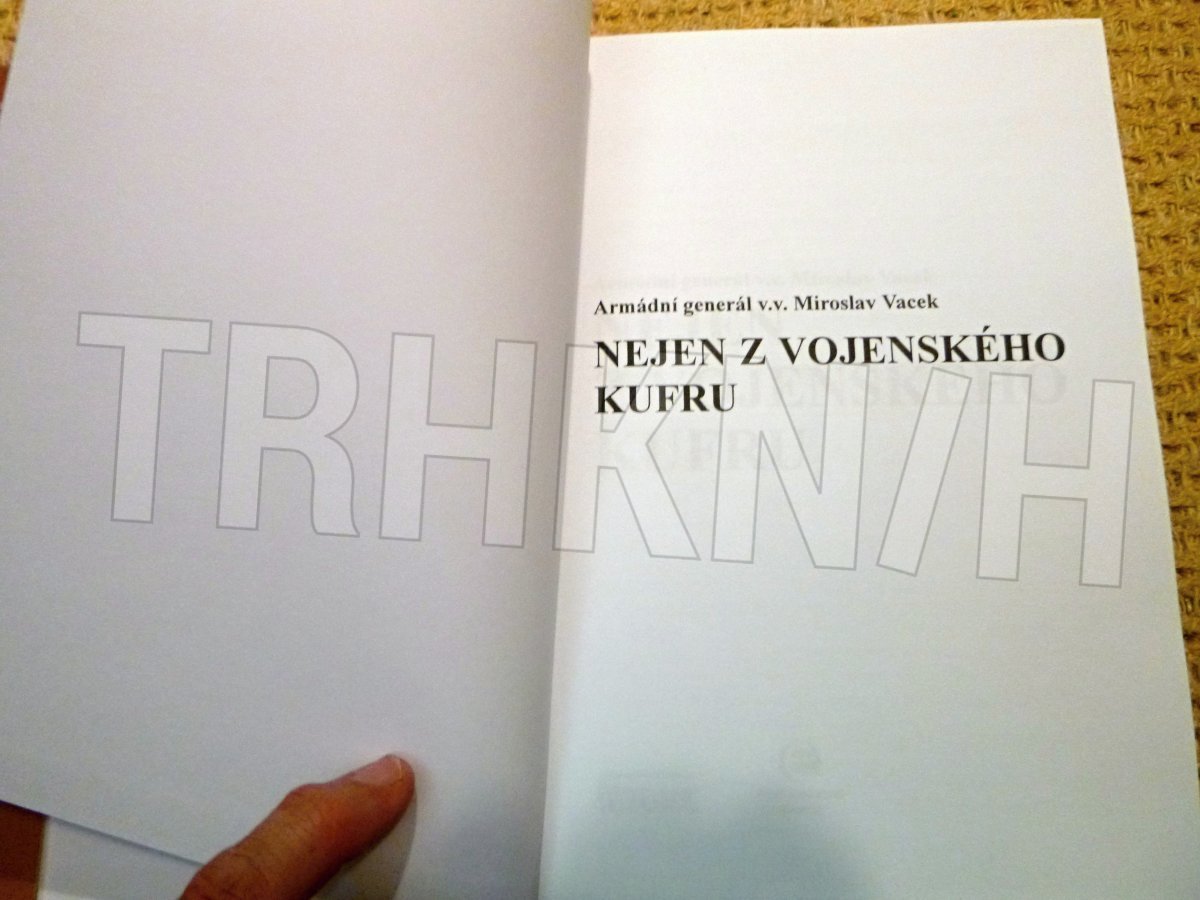 Armádní generál v.v. Miroslav Vacek
NEJEN Z VOJENSKÉHO
KUFRU
TRHKNIH